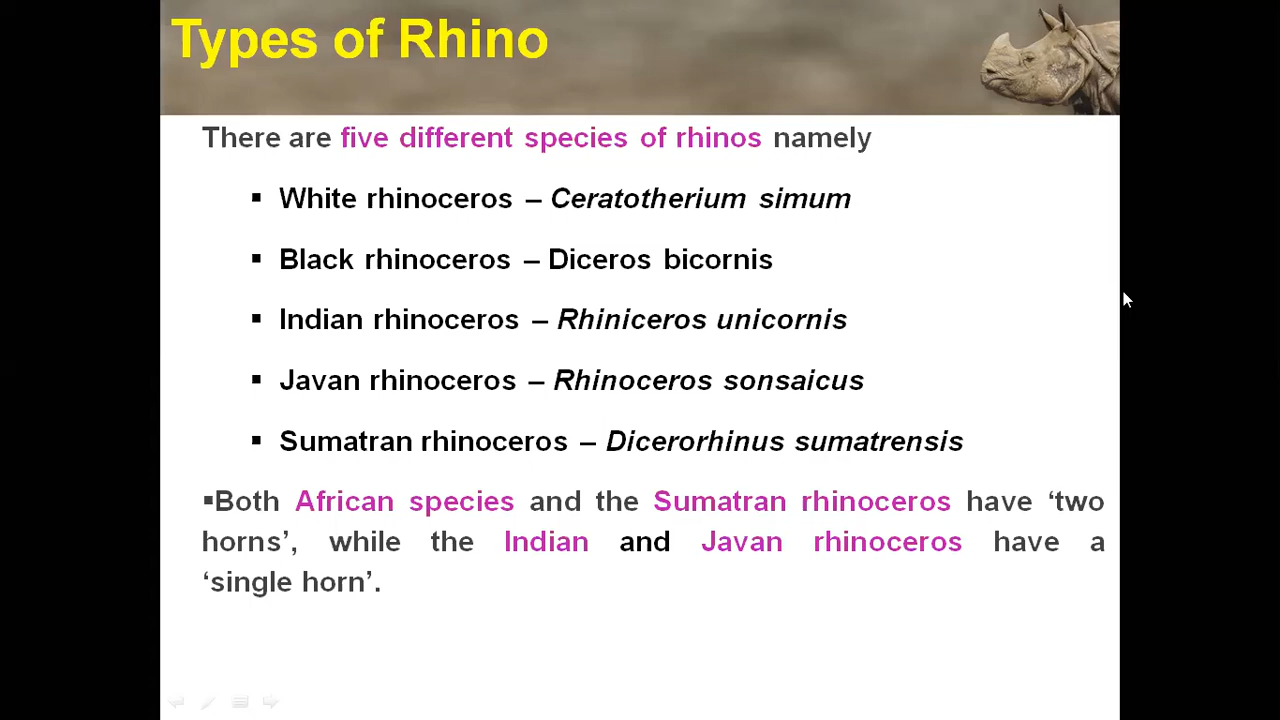 Types of Rhino
There are five different species of rhinos namely
▪ White rhinoceros – Ceratotherium simum
▪ Black rhinoceros – Diceros bicornis
▪ Indian rhinoceros – Rhiniceros unicornis
▪ Javan rhinoceros – Rhinoceros sonsaicus
▪ Sumatran rhinoceros – Dicerorhinus sumatrensis
▪Both African species and the Sumatran rhinoceros have ‘two
horns’, while the Indian and Javan rhinoceros have a
‘single horn’.